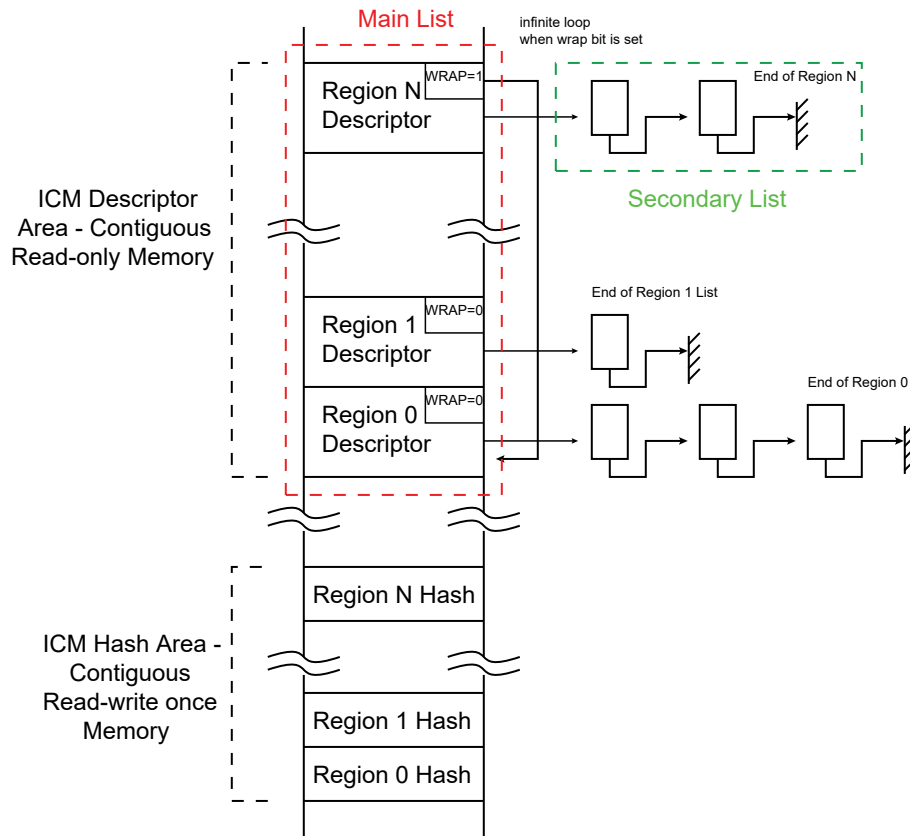 Main List
infinite loop
when wrap bit is set
WRAP=1
Region N
Descriptor
End of Region N
Secondary List
ICM Descriptor
Area - Contiguous
Read-only Memory
End of Region 1 List
WRAP=0
Region 1
Descriptor
End of Region 0
WRAP=0
Region 0
Descriptor
Region N Hash
ICM Hash Area -
Contiguous
Read-write once
Memory
Region 1 Hash
Region 0 Hash